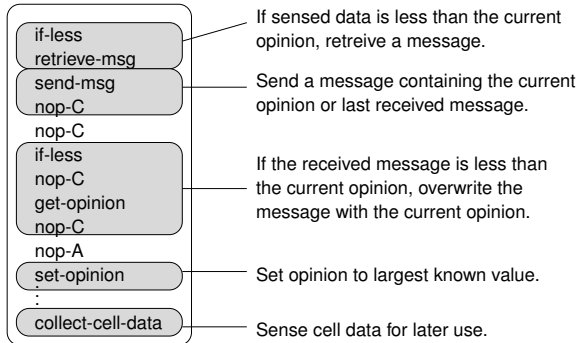 if-less
retrieve-msg
send-msg
nop-C
nop-C
if-less
nop-C
get-opinion
nop-C
nop-A
set-opinion
:
:
collect-cell-data
If sensed data is less than the current
opinion, retreive a message.
Send a message containing the current
opinion or last received message.
If the received message is less than
the current opinion, overwrite the
message with the current opinion.
Set opinion to largest known value.
Sense cell data for later use.